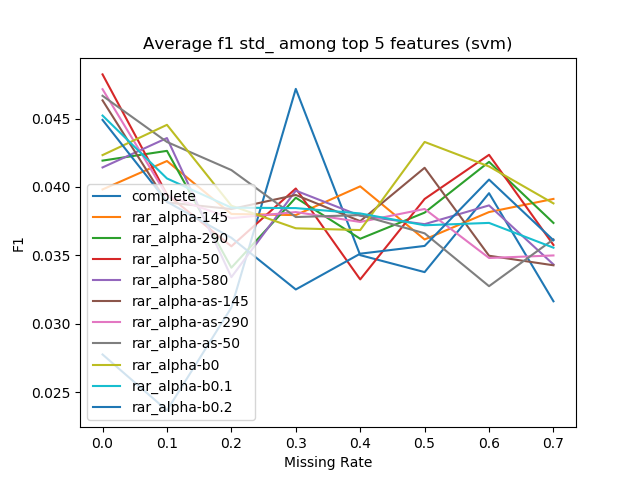 Average f1 std_ among top 5 features (svm)
F1
0.045
0.040
0.035
0.030
0.025
complete
rar_alpha-145
rar_alpha-290
rar_alpha-50
rar_alpha-580
rar_alpha-as-145
rar_alpha-as-290
rar_alpha-as-50
rar_alpha-b0
rar_alpha-b0.1
rar_alpha-b0.2
0.0 0.1 0.2 0.3 0.4 0.5 0.6 0.7
Missing Rate